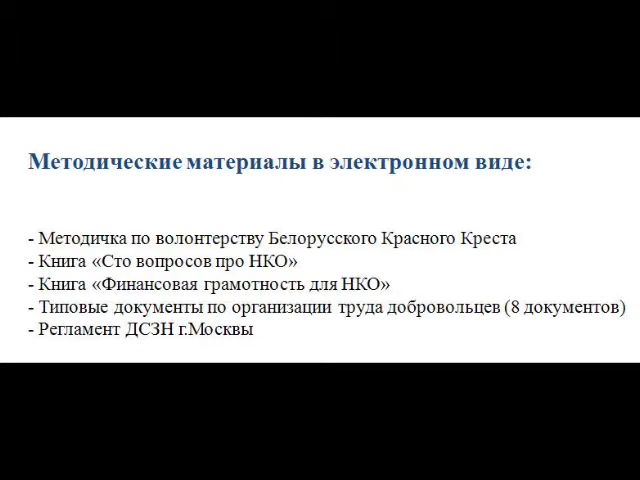 Методические материалы в электронном виде:
- Методичка по волонтерству Белорусского Красного Креста
- Книга «Сто вопросов про НКО»
- Книга «Финансовая грамотность для НКО»
- Типовые документы по организации труда добровольцев (8 документов)
- Регламент ДСЗН г.Москвы